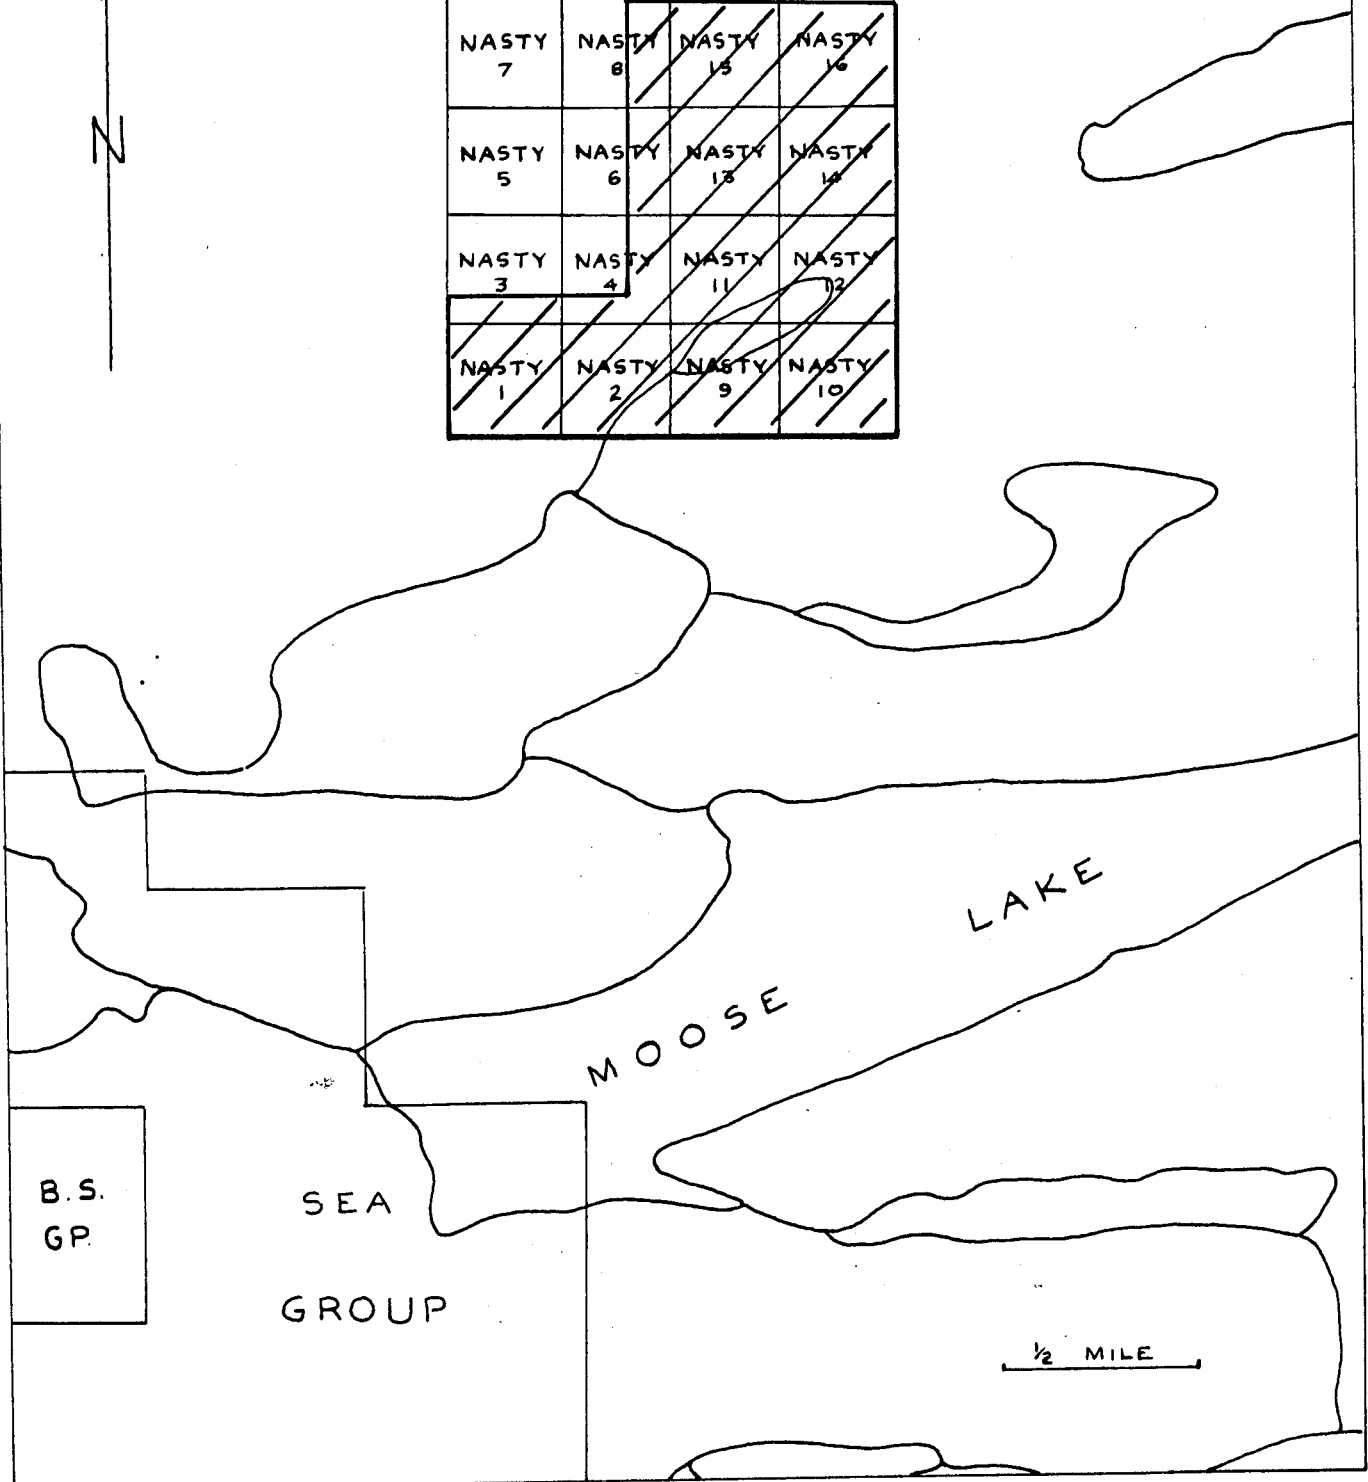 N
NASTY 7
NASTY 8
NASTY 15
NASTY 16
NASTY 5
NASTY 6
NASTY 13
NASTY 14
NASTY 3
NASTY 4
NASTY 11
NASTY 12
NASTY 1
NASTY 2
NASTY 9
NASTY 10
MOOSE LAKE
B.S.
GP.
SEA
GROUP
½ MILE